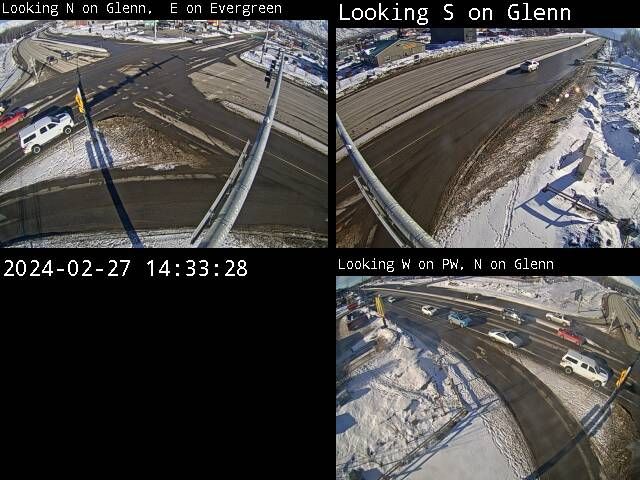 Looking N on Glenn, E on Evergreen
Looking S on Glenn
2024-02-27 14:33:28
Looking W on PW, N on Glenn